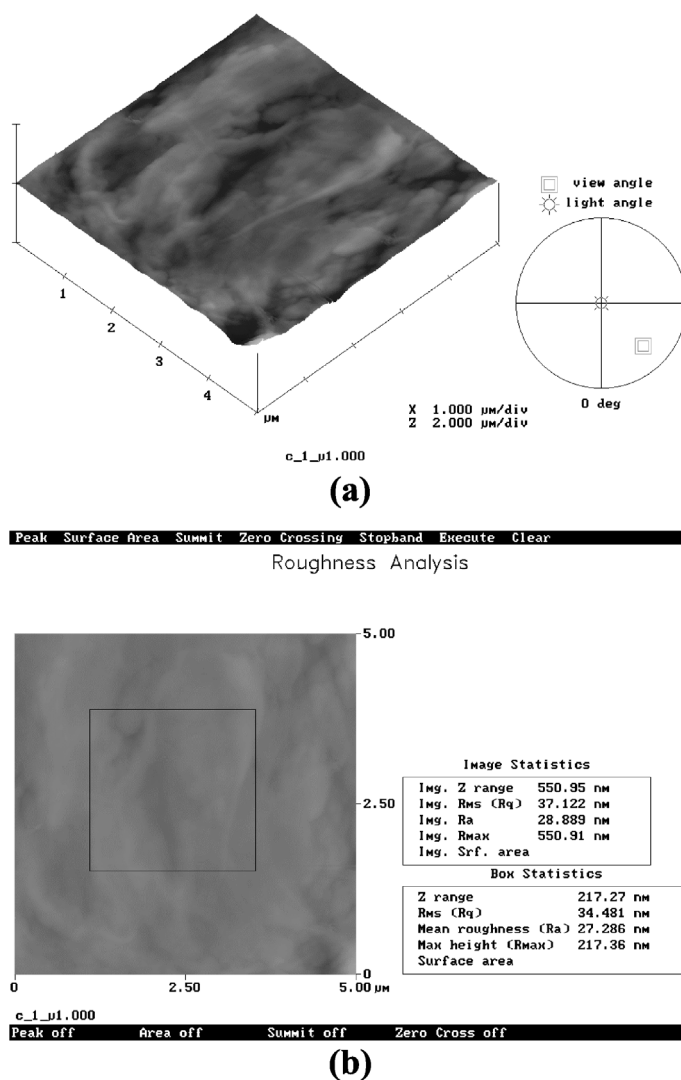 view angle
light angle
1
2
3
4
µm
X 1.000 µm/div
Z 2.000 µm/div
0 deg
c_1_µ1.000
(a)
Peak Surface Area Summit Zero Crossing Stopband Execute Clear
Roughness Analysis
5.00
2.50
0
0 2.50 5.00 µm
Image Statistics
Img. Z range 550.95 nm
Img. Rms (Rq) 37.122 nm
Img. Ra 28.889 nm
Img. Rmax 550.91 nm
Img. Srf. area
Box Statistics
Z range 217.27 nm
Rms (Rq) 34.481 nm
Mean roughness (Ra) 27.286 nm
Max height (Rmax) 217.36 nm
Surface area
c_1_µ1.000
Peak off Area off Summit off Zero Cross off
(b)